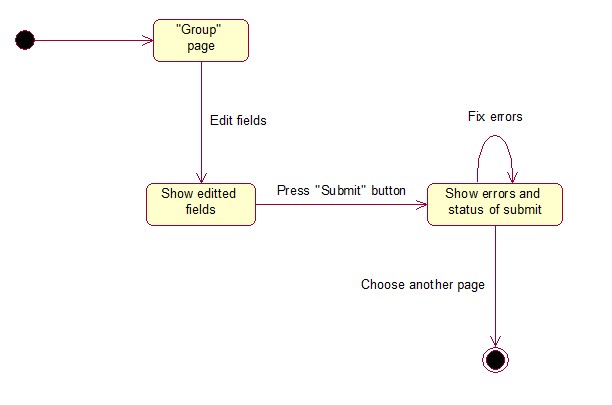 "Group"
page
Edit fields
Fix errors
Show editted
fields
Press "Submit" button
Show errors and
status of submit
Choose another page